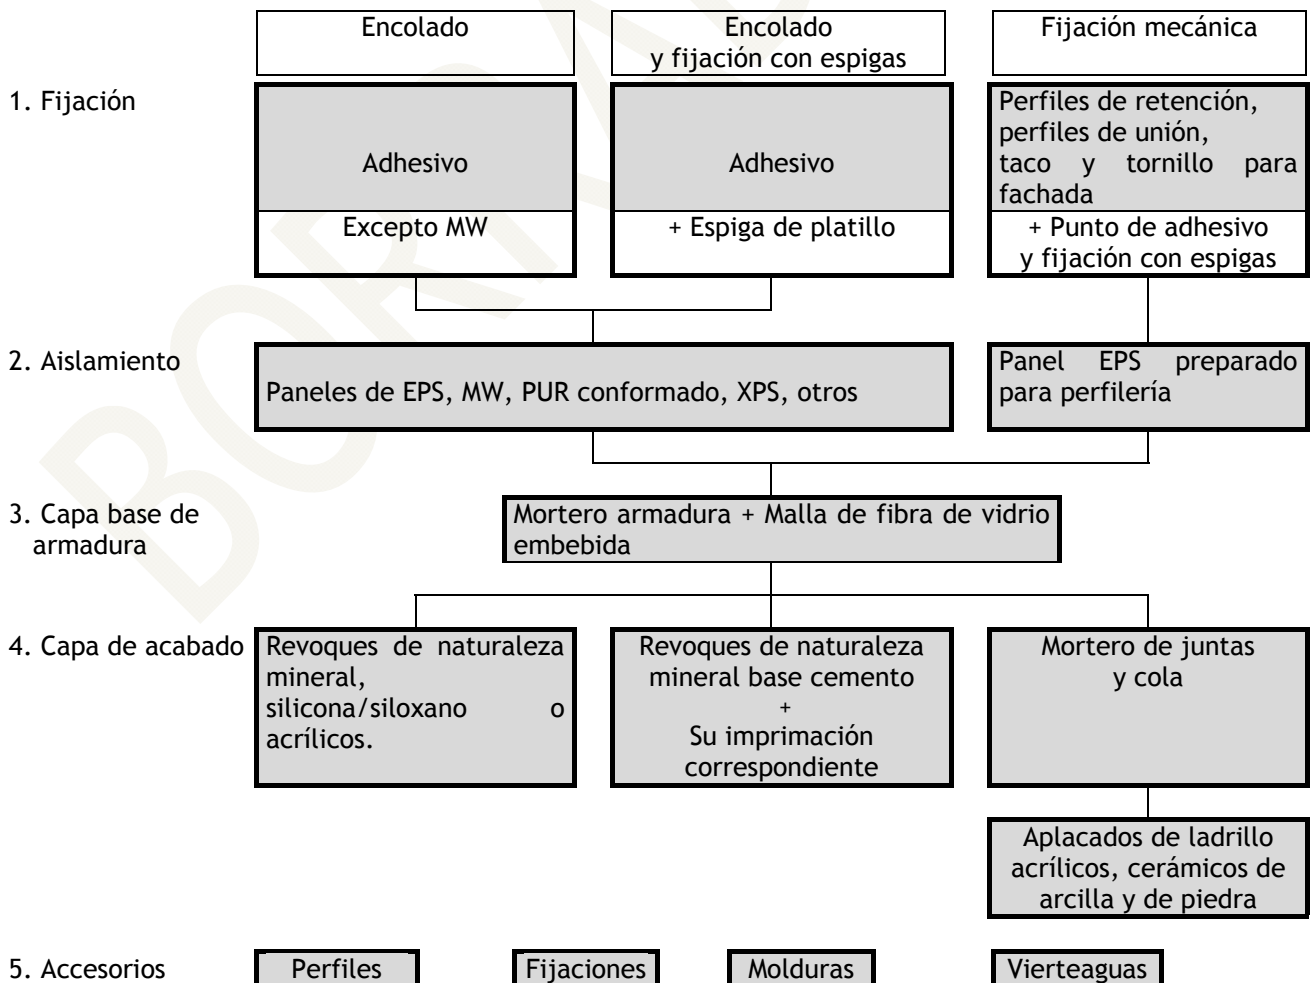 Encolado
Encolado
y fijación con espigas
Fijación mecánica
1. Fijación
Adhesivo
Excepto MW
Adhesivo
+ Espiga de platillo
Perfiles de retención,
perfiles de unión,
taco y tornillo para
fachada
+ Punto de adhesivo
y fijación con espigas
2. Aislamiento
Paneles de EPS, MW, PUR conformado, XPS, otros
Panel EPS preparado
para perfilería
3. Capa base de
armadura
Mortero armadura + Malla de fibra de vidrio
embebida
4. Capa de acabado
Revoques de naturaleza
mineral,
silicona/siloxano o
acrílicos.
Revoques de naturaleza
mineral base cemento
+
Su imprimación
correspondiente
Mortero de juntas
y cola
Aplacados de ladrillo
acrílicos, cerámicos de
arcilla y de piedra
5. Accesorios
Perfiles
Fijaciones
Molduras
Vierteaguas